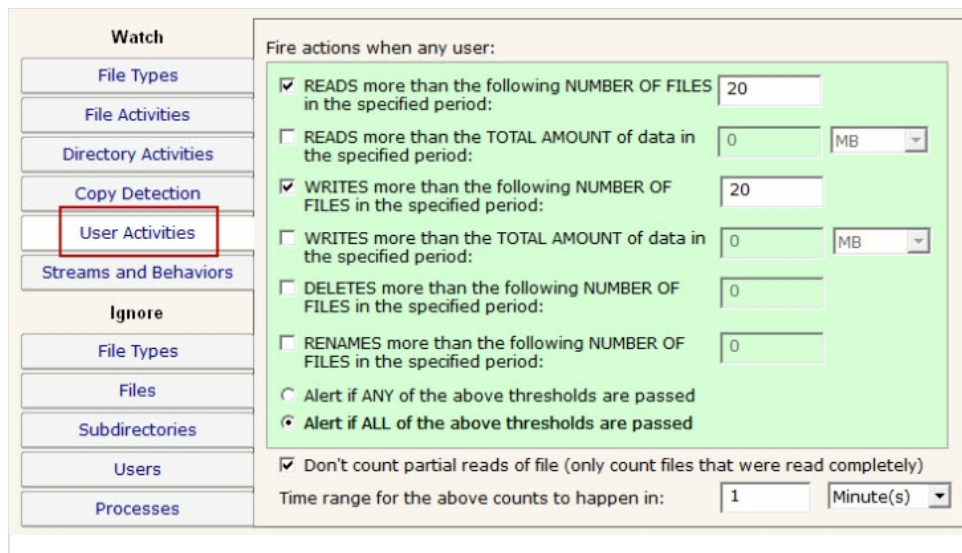 Watch
File Types
File Activities
Directory Activities
Copy Detection
User Activities
Streams and Behaviors
Ignore
File Types
Files
Subdirectories
Users
Processes
Fire actions when any user:
READS more than the following NUMBER OF FILES
in the specified period:
20
READS more than the TOTAL AMOUNT of data in
the specified period:
0
MB
WRITES more than the following NUMBER OF
FILES in the specified period:
20
WRITES more than the TOTAL AMOUNT of data in
the specified period:
0
MB
DELETES more than the following NUMBER OF
FILES in the specified period:
0
RENAMES more than the following NUMBER OF
FILES in the specified period:
0
Alert if ANY of the above thresholds are passed
Alert if ALL of the above thresholds are passed
Don't count partial reads of file (only count files that were read completely)
Time range for the above counts to happen in:
1
Minute(s)